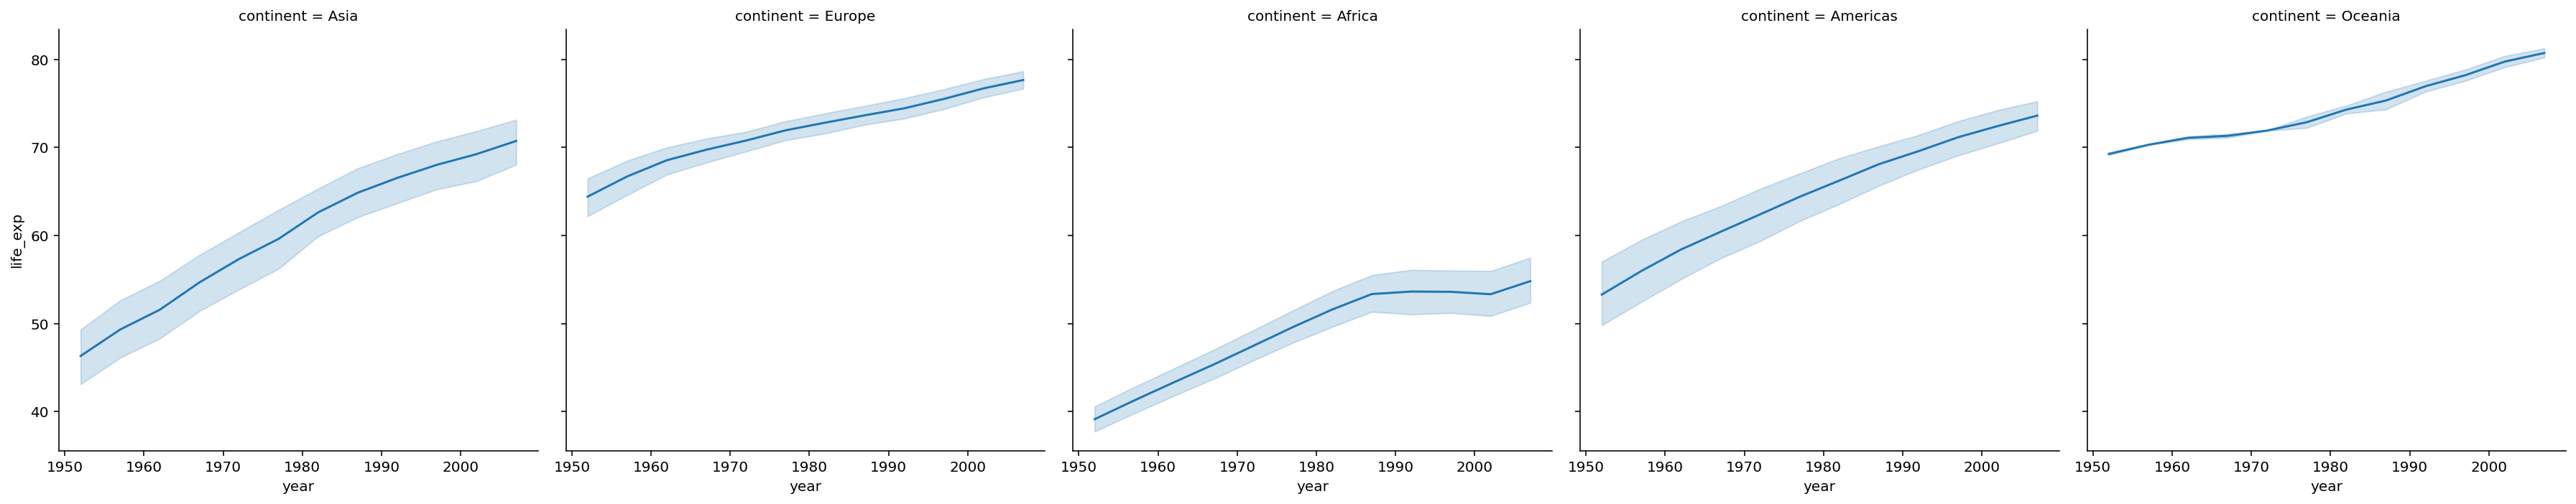 continent = Asia
continent = Europe
continent = Africa
continent = Americas
continent = Oceania
life_exp
80
70
60
50
40
1950 1960 1970 1980 1990 2000
year
1950 1960 1970 1980 1990 2000
year
1950 1960 1970 1980 1990 2000
year
1950 1960 1970 1980 1990 2000
year
1950 1960 1970 1980 1990 2000
year